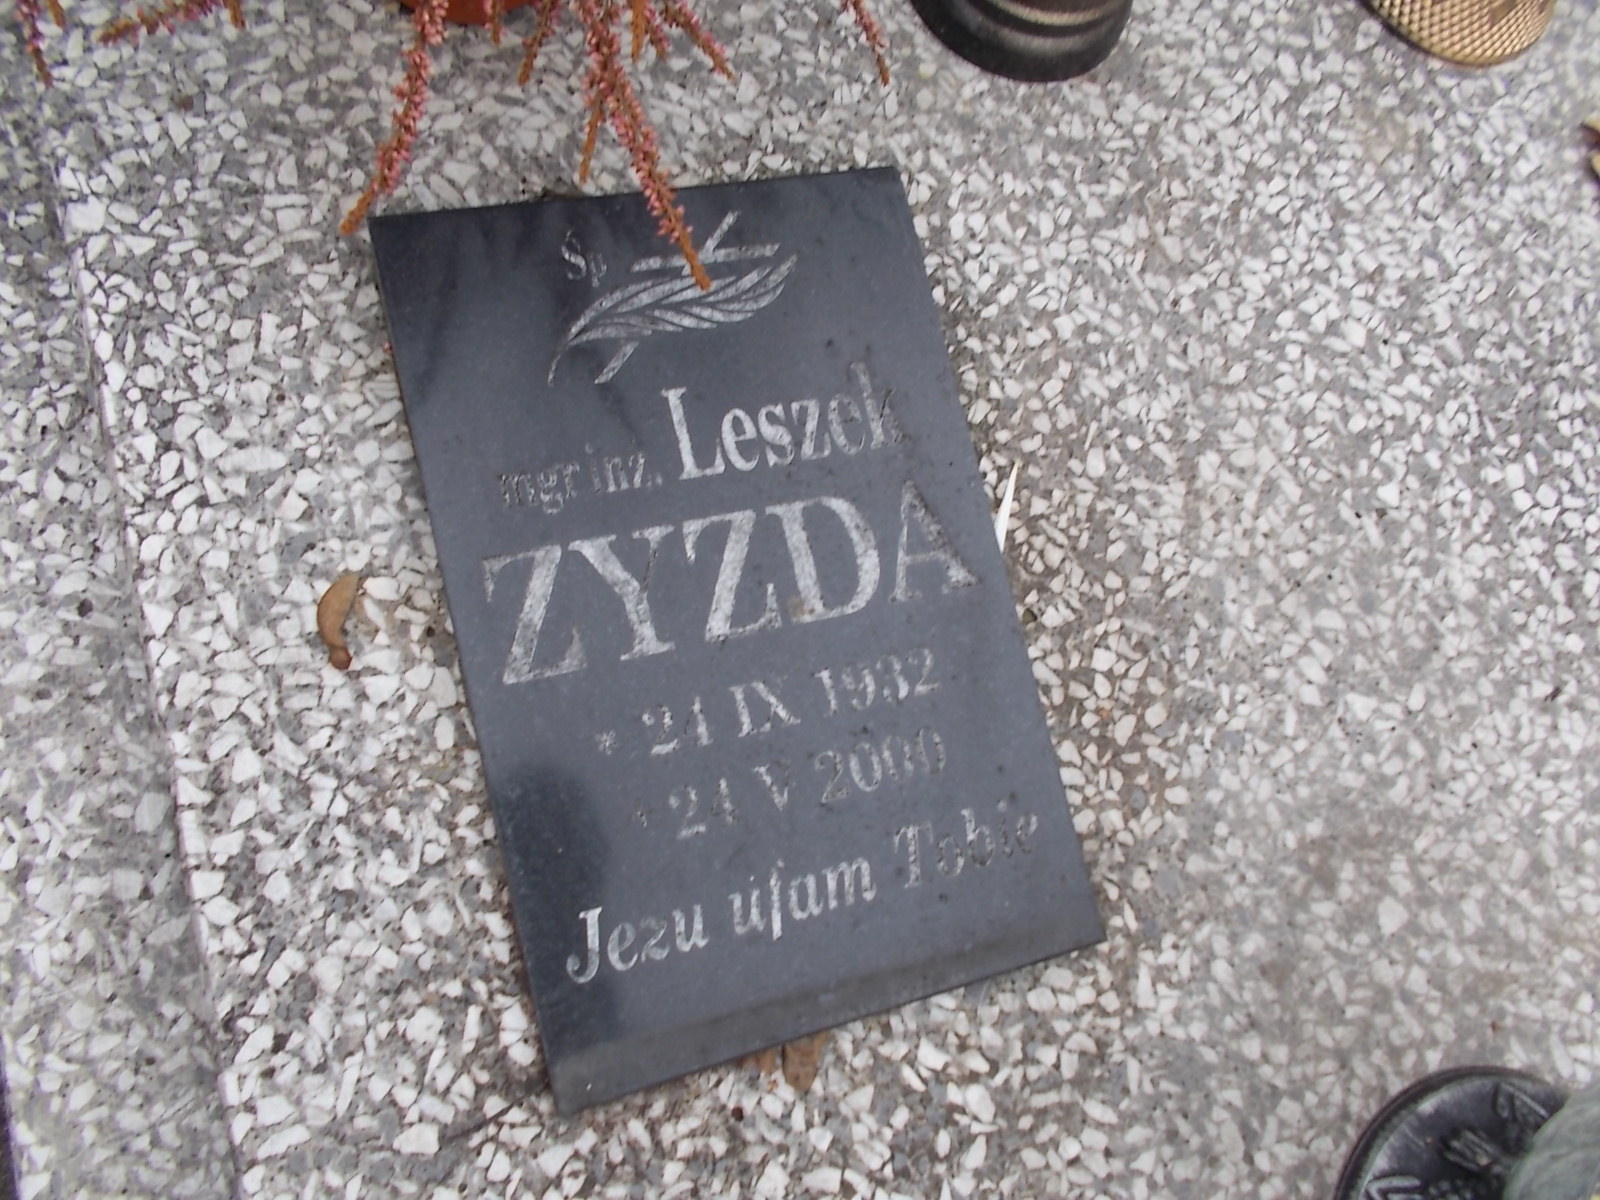 Śp
mgr inż. Leszek
ZYZDA
* 24 IX 1932
+ 24 V 2000
Jezu ufam Tobie